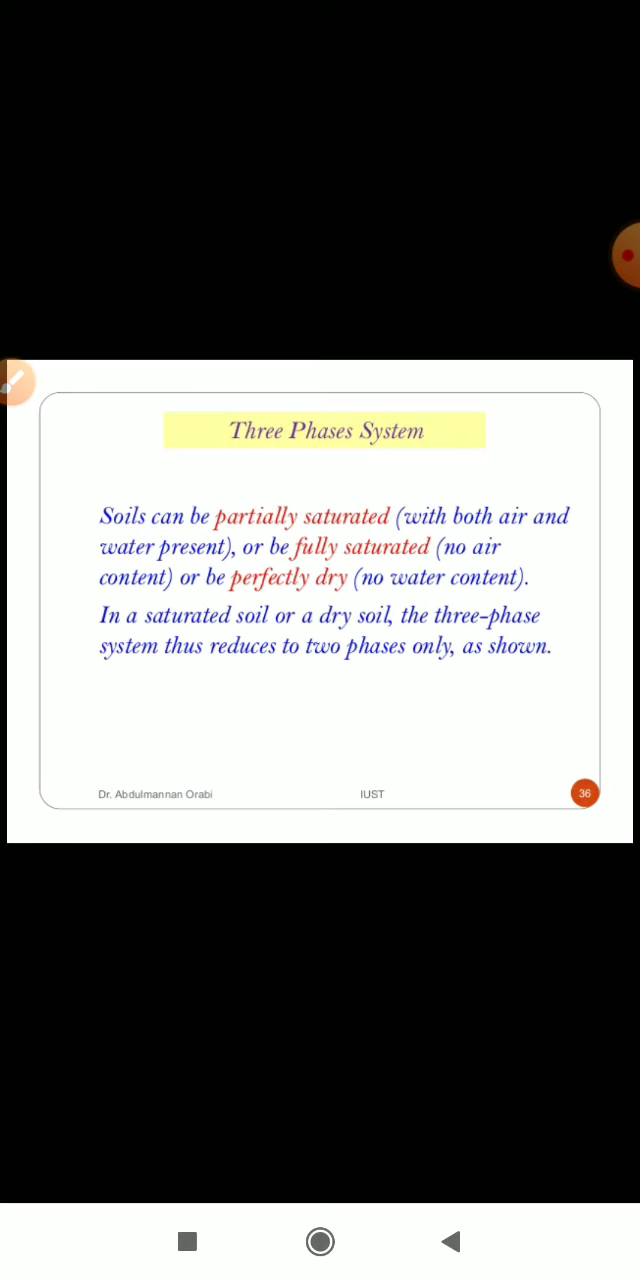 Three Phases System
Soils can be partially saturated (with both air and
water present), or be fully saturated (no air
content) or be perfectly dry (no water content).
In a saturated soil or a dry soil, the three-phase
system thus reduces to two phases only, as shown.
Dr. Abdulmannan Orabi IUST 36